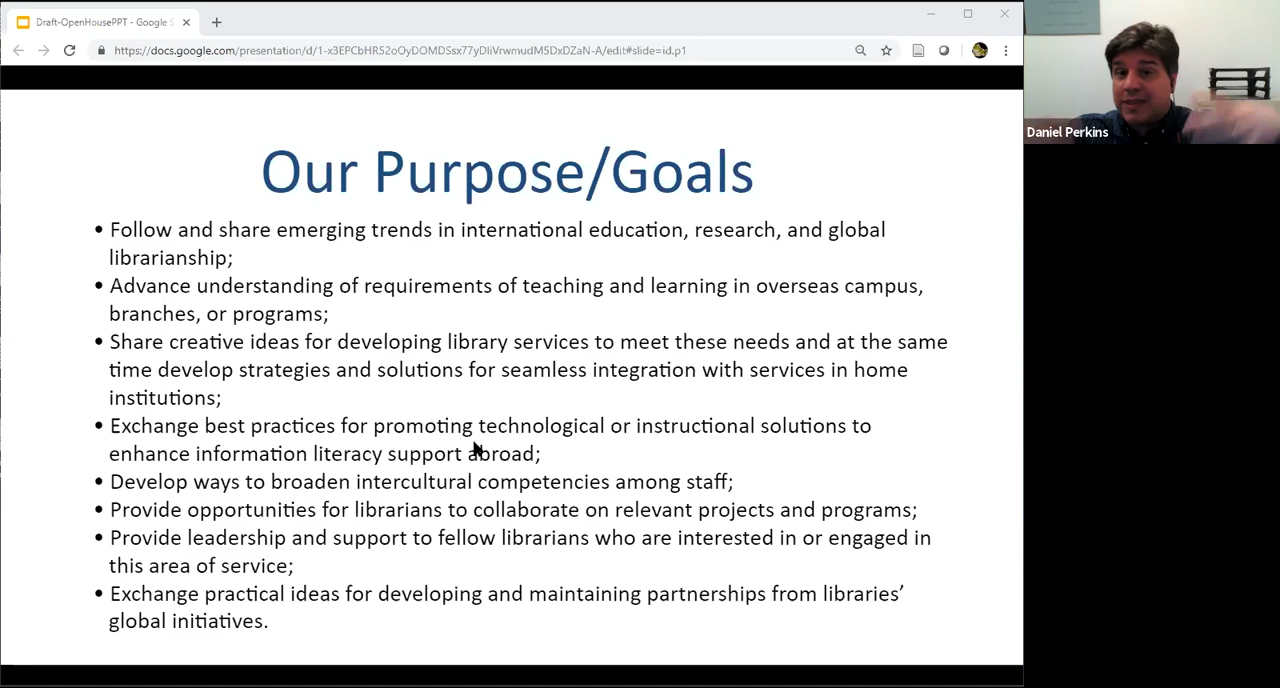 Draft-OpenHousePPT - Google S
https://docs.google.com/presentation/d/1-x3EPCbHR52oOyDOMDSsx77yDliVrwmudM5DxDZaN-A/edit#slide=id.p1
Daniel Perkins
Our Purpose/Goals
• Follow and share emerging trends in international education, research, and global
librarianship;
• Advance understanding of requirements of teaching and learning in overseas campus,
branches, or programs;
• Share creative ideas for developing library services to meet these needs and at the same
time develop strategies and solutions for seamless integration with services in home
institutions;
• Exchange best practices for promoting technological or instructional solutions to
enhance information literacy support abroad;
• Develop ways to broaden intercultural competencies among staff;
• Provide opportunities for librarians to collaborate on relevant projects and programs;
• Provide leadership and support to fellow librarians who are interested in or engaged in
this area of service;
• Exchange practical ideas for developing and maintaining partnerships from libraries’
global initiatives.